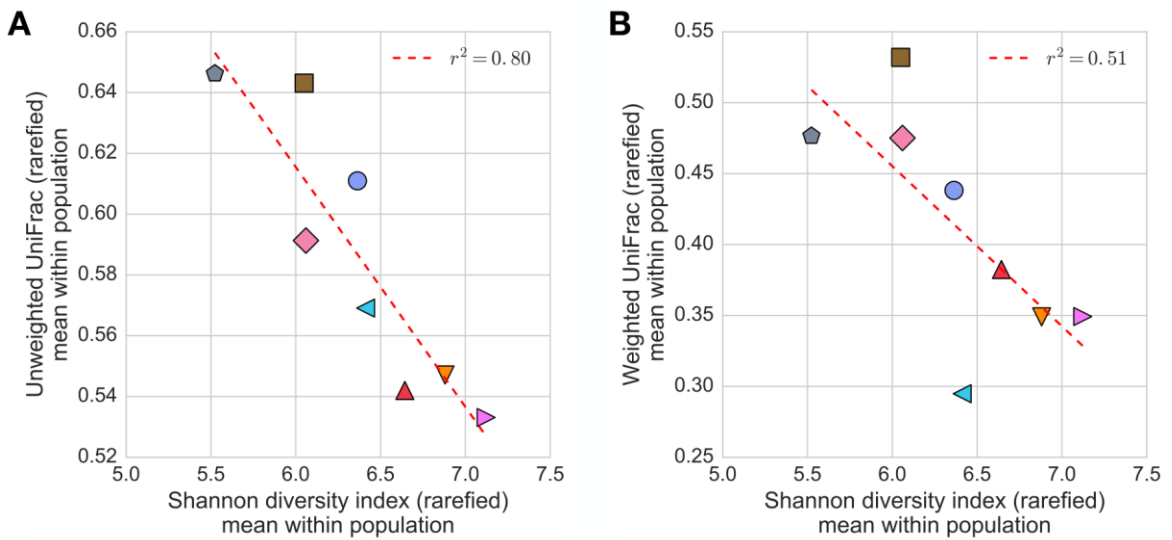 A
Unweighted UniFrac (rarefied)
mean within population
0.66
0.64
0.62
0.60
0.58
0.56
0.54
0.52
r² = 0.80
5.0 5.5 6.0 6.5 7.0 7.5
Shannon diversity index (rarefied)
mean within population
B
Weighted UniFrac (rarefied)
mean within population
0.55
0.50
0.45
0.40
0.35
0.30
0.25
r² = 0.51
5.0 5.5 6.0 6.5 7.0 7.5
Shannon diversity index (rarefied)
mean within population